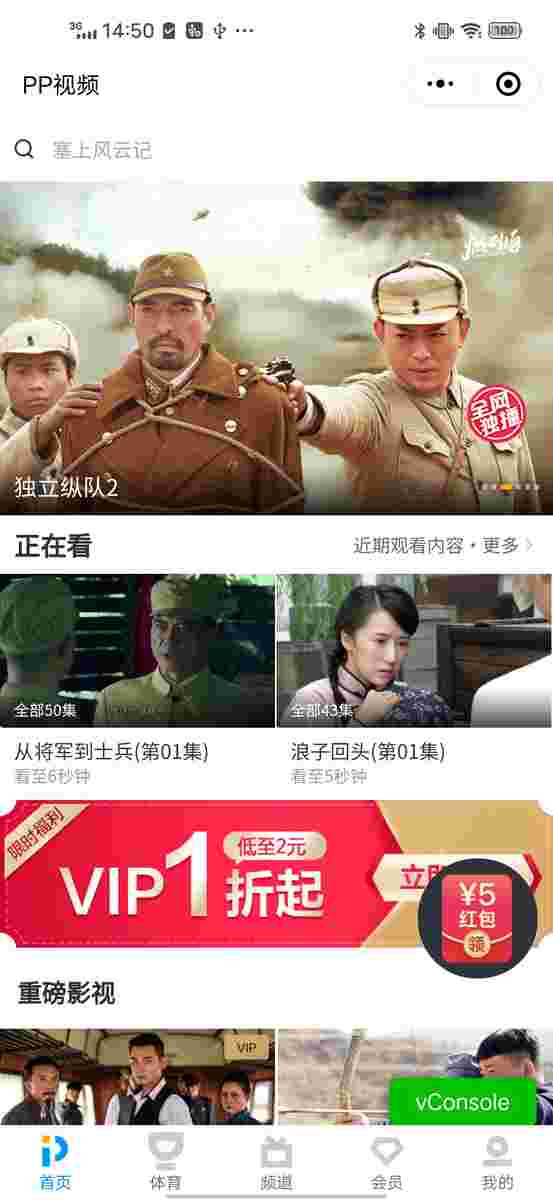 3G 14:50 100
PP视频
塞上风云记
全网
独播
独立纵队2
正在看
近期观看内容·更多
全部50集
全部43集
从将军到士兵(第01集)
浪子回头(第01集)
看至6秒钟
看至5秒钟
限时福利
VIP1折起
低至2元
立即
¥5
红包
领
重磅影视
VIP
vConsole
首页
体育
频道
会员
我的